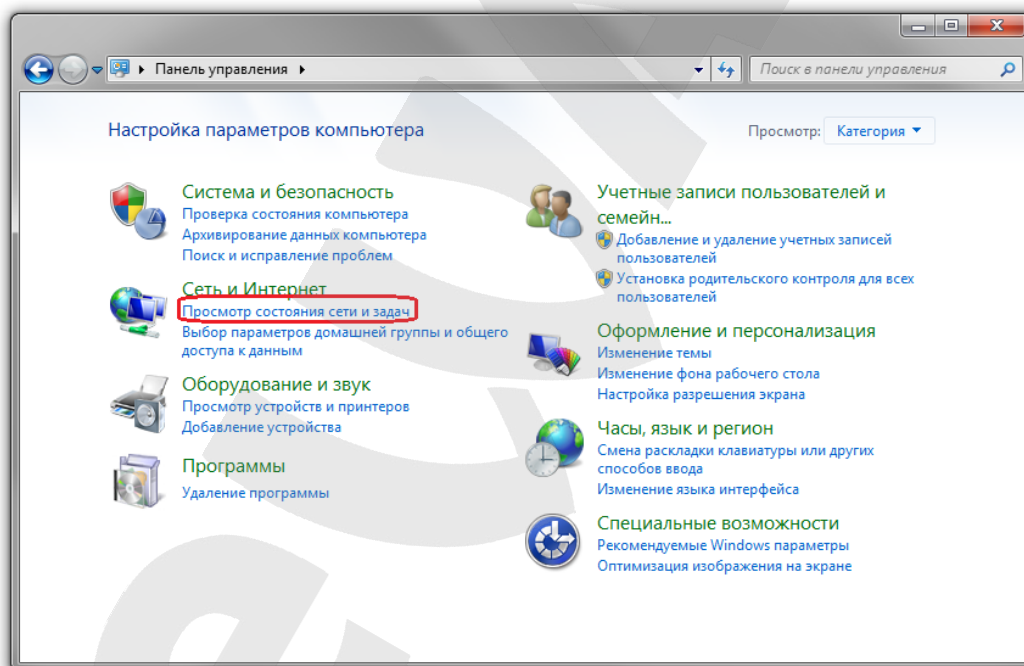 Панель управления
Поиск в панели управления
Настройка параметров компьютера
Просмотр: Категория
Система и безопасность
Проверка состояния компьютера
Архивирование данных компьютера
Поиск и исправление проблем
Сеть и Интернет
Просмотр состояния сети и задач
Выбор параметров домашней группы и общего
доступа к данным
Оборудование и звук
Просмотр устройств и принтеров
Добавление устройства
Программы
Удаление программы
Учетные записи пользователей и
семейн...
Добавление и удаление учетных записей
пользователей
Установка родительского контроля для всех
пользователей
Оформление и персонализация
Изменение темы
Изменение фона рабочего стола
Настройка разрешения экрана
Часы, язык и регион
Смена раскладки клавиатуры или других
способов ввода
Изменение языка интерфейса
Специальные возможности
Рекомендуемые Windows параметры
Оптимизация изображения на экране